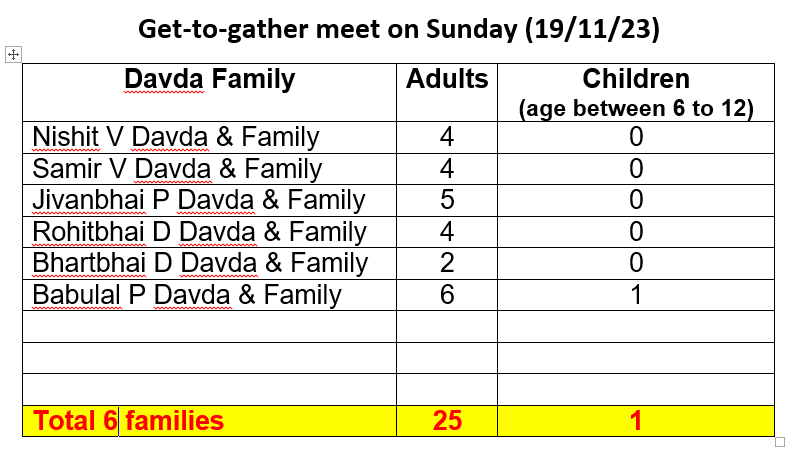 Get-to-gather meet on Sunday (19/11/23)
Davda Family Adults Children
(age between 6 to 12)
Nishit V Davda & Family 4 0
Samir V Davda & Family 4 0
Jivanbhai P Davda & Family 5 0
Rohitbhai D Davda & Family 4 0
Bhartbhai D Davda & Family 2 0
Babulal P Davda & Family 6 1
Total 6 families 25 1